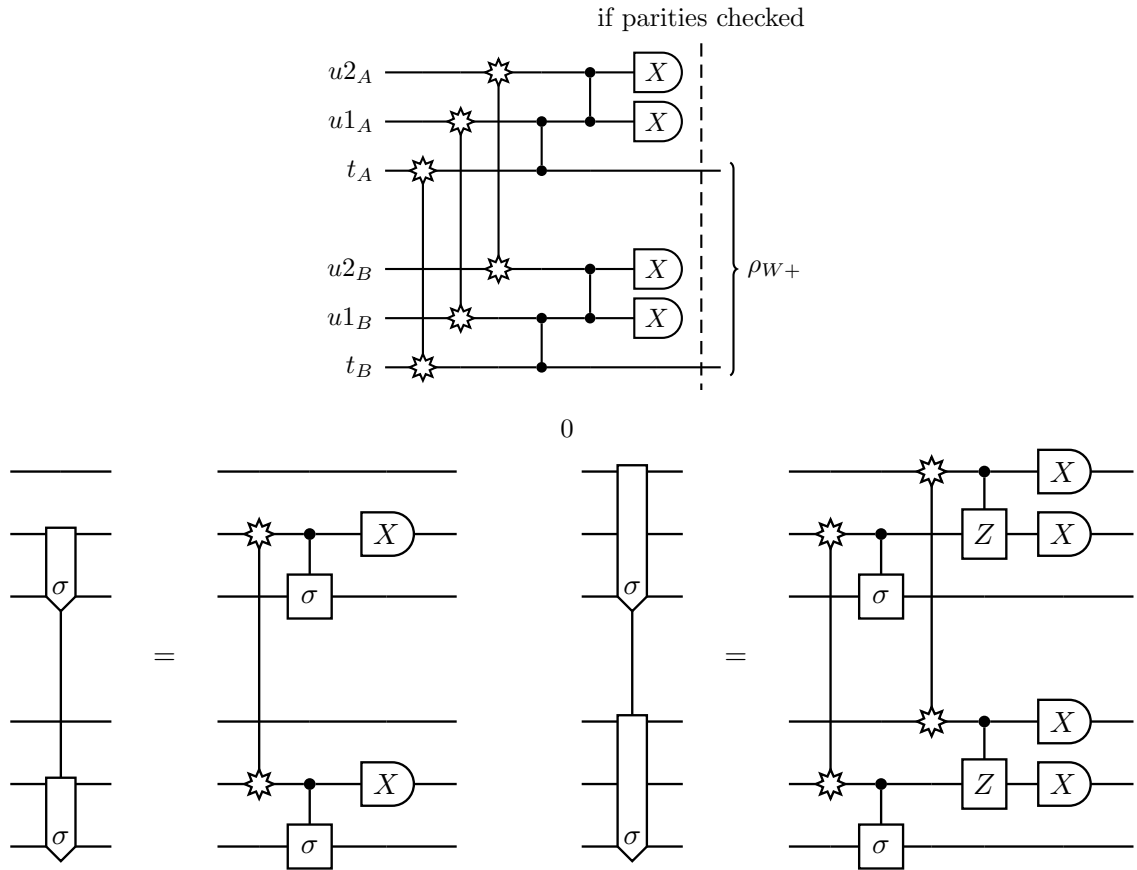 if parities checked
u2_A X
u1_A X
t_A
ρ_{W+}
u2_B X
u1_B X
t_B
0
X
X Z X
σ σ σ σ
= =
X
X Z X
σ σ σ σ